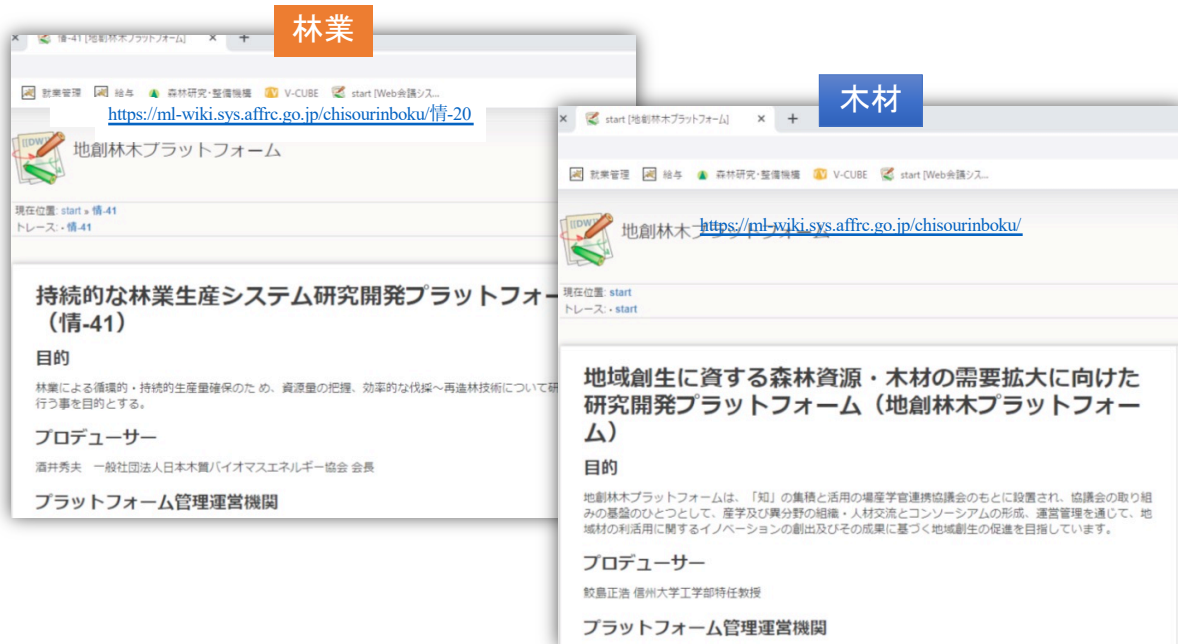 林業
情-41 [地創林木プラットフォーム] × +
就業管理 給与 森林研究・整備機構 V-CUBE start [Web会議シス...
https://ml-wiki.sys.affrc.go.jp/chisourinboku/情-20
地創林木プラットフォーム
現在位置: start » 情-41
トレース: • 情-41
持続的な林業生産システム研究開発プラットフォー
（情-41）
目的
林業による循環的・持続的生産量確保のた め、資源量の把握、効率的な伐採～再造林技術について研
行う事を目的とする。
プロデューサー
酒井秀夫 一般社団法人日本木質バイオマスエネルギー協会 会長
プラットフォーム管理運営機関
木材
× start [地創林木プラットフォーム] × +
就業管理 給与 森林研究・整備機構 V-CUBE start [Web会議シス...
地創林木プラットフォーム
https://ml-wiki.sys.affrc.go.jp/chisourinboku/
現在位置: start
トレース: • start
地域創生に資する森林資源・木材の需要拡大に向けた
研究開発プラットフォーム（地創林木プラットフォー
ム）
目的
地創林木プラットフォームは、「知」の集積と活用の場産学官連携協議会のもとに設置され、協議会の取り組
みの基盤のひとつとして、産学及び異分野の組織・人材交流とコンソーシアムの形成、運営管理を通じて、地
域材の利活用に関するイノベーションの創出及びその成果に基づく地域創生の促進を目指しています。
プロデューサー
鮫島正浩 信州大学工学部特任教授
プラットフォーム管理運営機関